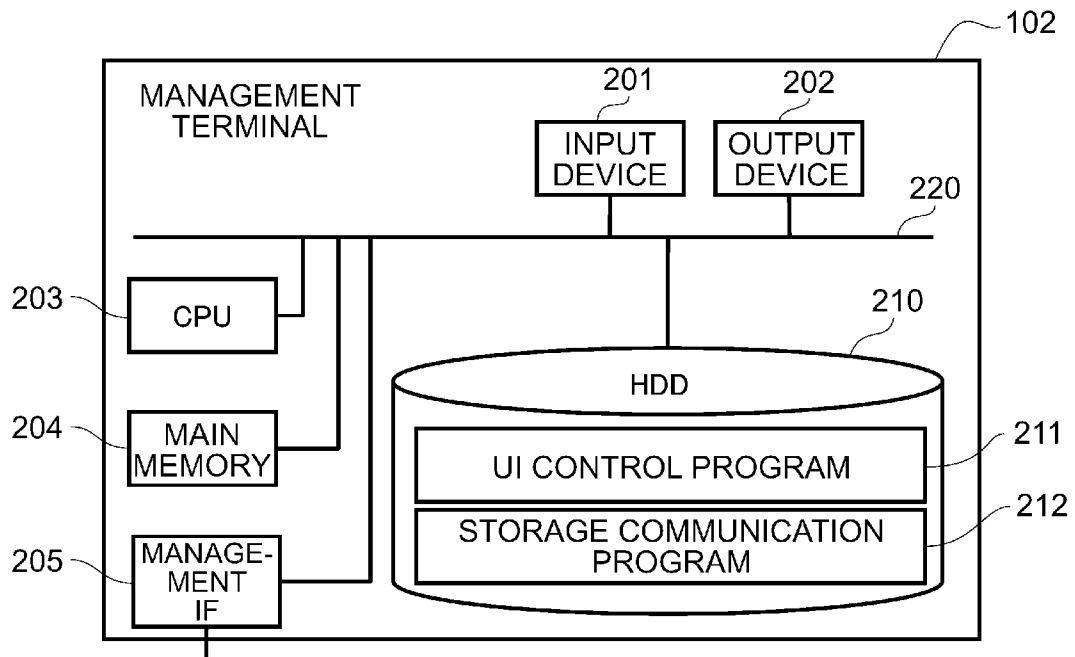 102
MANAGEMENT
TERMINAL
201
202
INPUT
DEVICE
OUTPUT
DEVICE
220
203
CPU
210
HDD
204
MAIN
MEMORY
211
UI CONTROL PROGRAM
212
STORAGE COMMUNICATION
PROGRAM
205
MANAGE-
MENT
IF